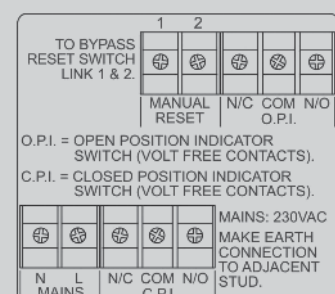 1 2
TO BYPASS
RESET SWITCH
LINK 1 & 2.
MANUAL
RESET
N/C COM N/O
O.P.I.
O.P.I. = OPEN POSITION INDICATOR
SWITCH (VOLT FREE CONTACTS).
C.P.I. = CLOSED POSITION INDICATOR
SWITCH (VOLT FREE CONTACTS).
MAINS: 230VAC
MAKE EARTH
CONNECTION
TO ADJACENT
STUD.
N L
MAINS
N/C COM N/O
C.P.I.